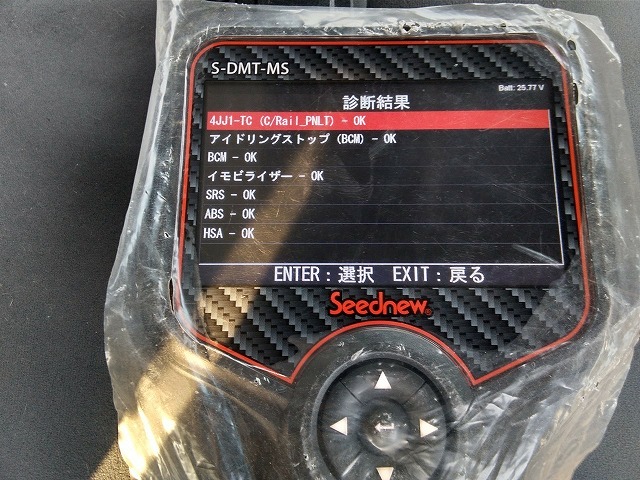 S-DMT-MS
Batt: 25.77 V
診断結果
4JJ1-TC (C/Rail_PNLT) - OK
アイドリングストップ (BCM) - OK
BCM - OK
イモビライザー - OK
SRS - OK
ABS - OK
HSA - OK
ENTER : 選択 EXIT : 戻る
Seednew®